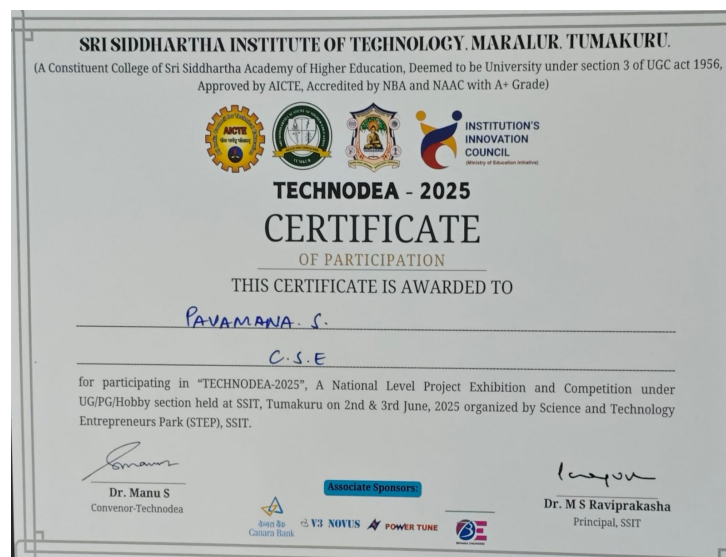 SRI SIDDHARTHA INSTITUTE OF TECHNOLOGY, MARALUR, TUMAKURU.
(A Constituent College of Sri Siddhartha Academy of Higher Education, Deemed to be University under section 3 of UGC act 1956,
Approved by AICTE, Accredited by NBA and NAAC with A+ Grade)
AICTE
INSTITUTION'S
INNOVATION
COUNCIL
(Ministry of Education Initiative)
TECHNODEA - 2025
CERTIFICATE
OF PARTICIPATION
THIS CERTIFICATE IS AWARDED TO
PAVAMANA. S.
C.S.E
for participating in "TECHNODEA-2025", A National Level Project Exhibition and Competition under
UG/PG/Hobby section held at SSIT, Tumakuru on 2nd & 3rd June, 2025 organized by Science and Technology
Entrepreneurs Park (STEP), SSIT.
Dr. Manu S
Convenor-Technodea
Associate Sponsors:
Dr. M S Raviprakasha
Principal, SSIT
केनरा बैंक
Canara Bank
V3 NOVUS
POWER TUNE
BE